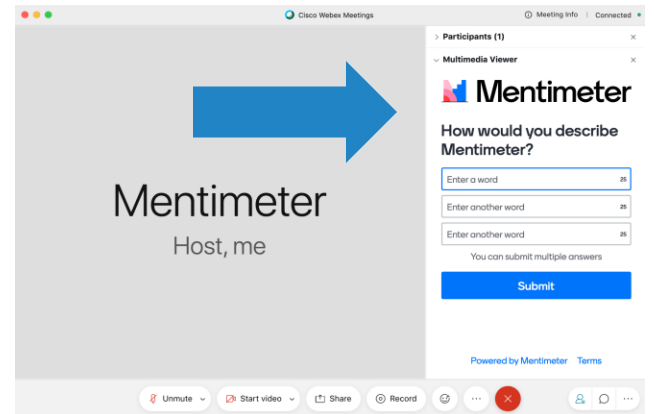 Cisco Webex Meetings
Meeting Info
Connected
Participants (1)
Multimedia Viewer
Mentimeter
How would you describe
Mentimeter?
Enter a word
25
Enter another word
25
Enter another word
25
You can submit multiple answers
Submit
Powered by Mentimeter Terms
Mentimeter
Host, me
Unmute
Start video
Share
Record